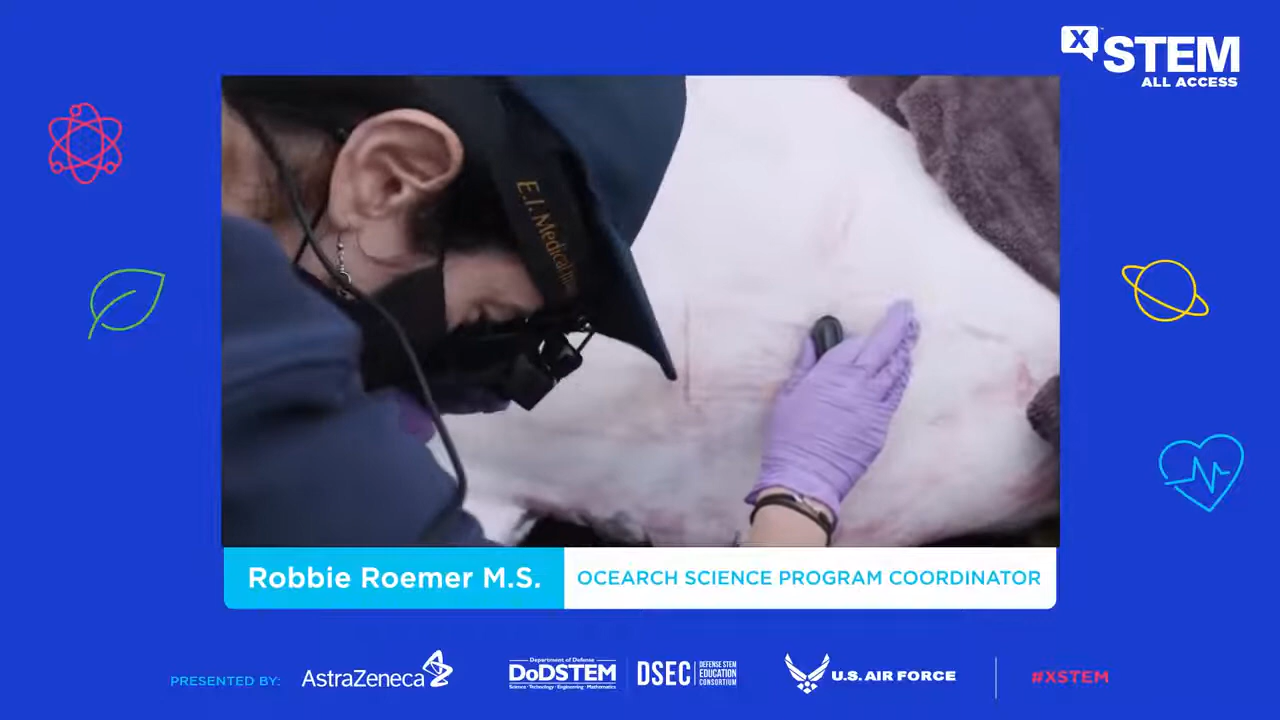 X STEM
ALL ACCESS
E.I. Medical
Robbie Roemer M.S.
OCEARCH SCIENCE PROGRAM COORDINATOR
PRESENTED BY:
AstraZeneca
Department of Defense
DoDSTEM
Science · Technology · Engineering · Mathematics
DSEC
DEFENSE STEM
EDUCATION
CONSORTIUM
U.S. AIR FORCE
#XSTEM